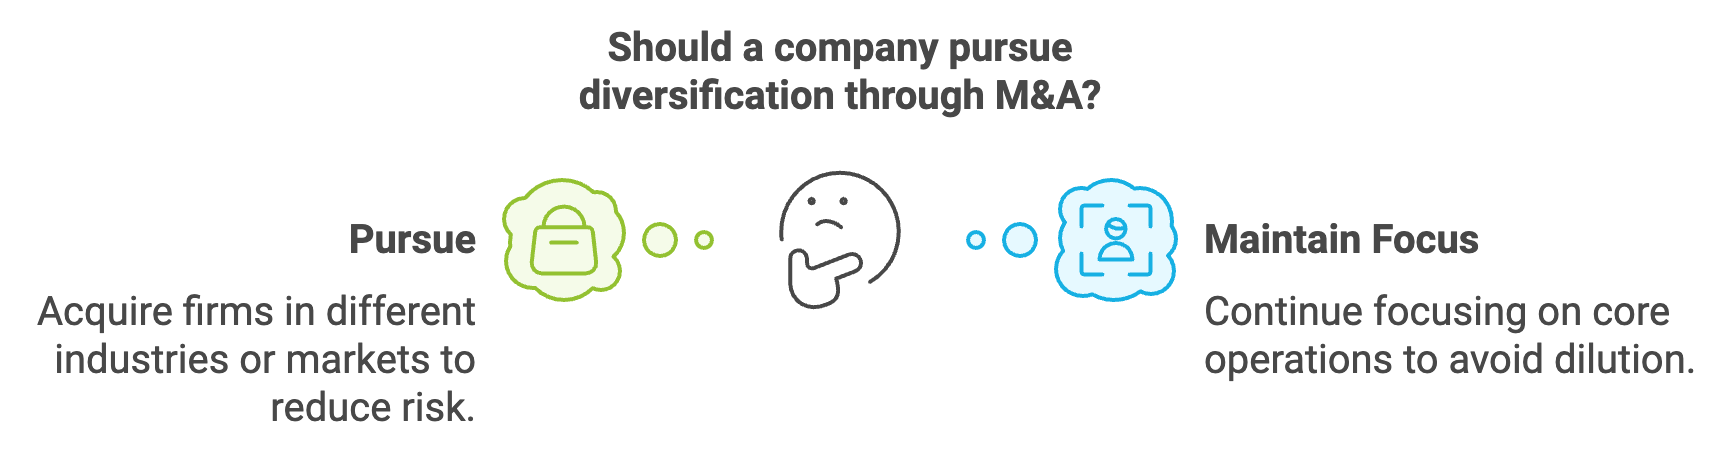 Should a company pursue
diversification through M&A?
Pursue
Acquire firms in different
industries or markets to
reduce risk.
Maintain Focus
Continue focusing on core
operations to avoid dilution.